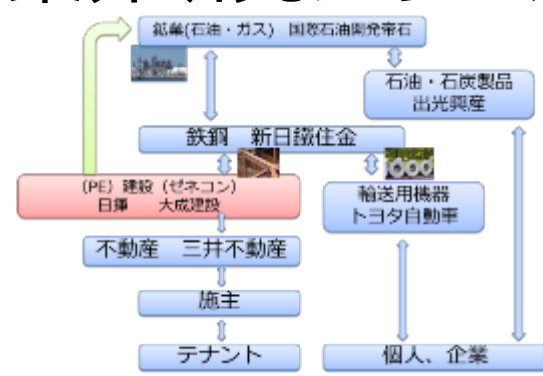 鉱業(石油・ガス) 国際石油開発帝石
石油・石炭製品
出光興産
鉄鋼 新日鐵住金
(PE) 建設(ゼネコン)
日揮 大成建設
輸送用機器
トヨタ自動車
不動産 三井不動産
施主
テナント
個人、企業